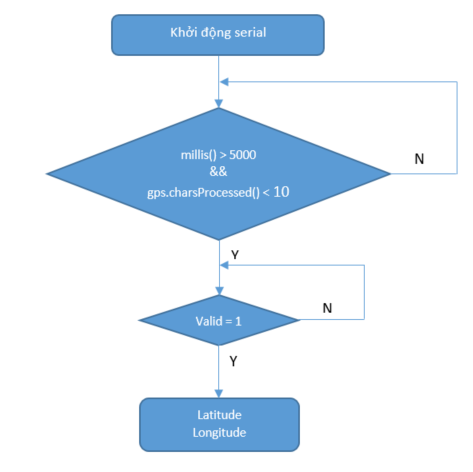 Khởi động serial
millis() > 5000
&&
gps.charsProcessed() < 10
N
Y
Valid = 1
N
Y
Latitude
Longitude